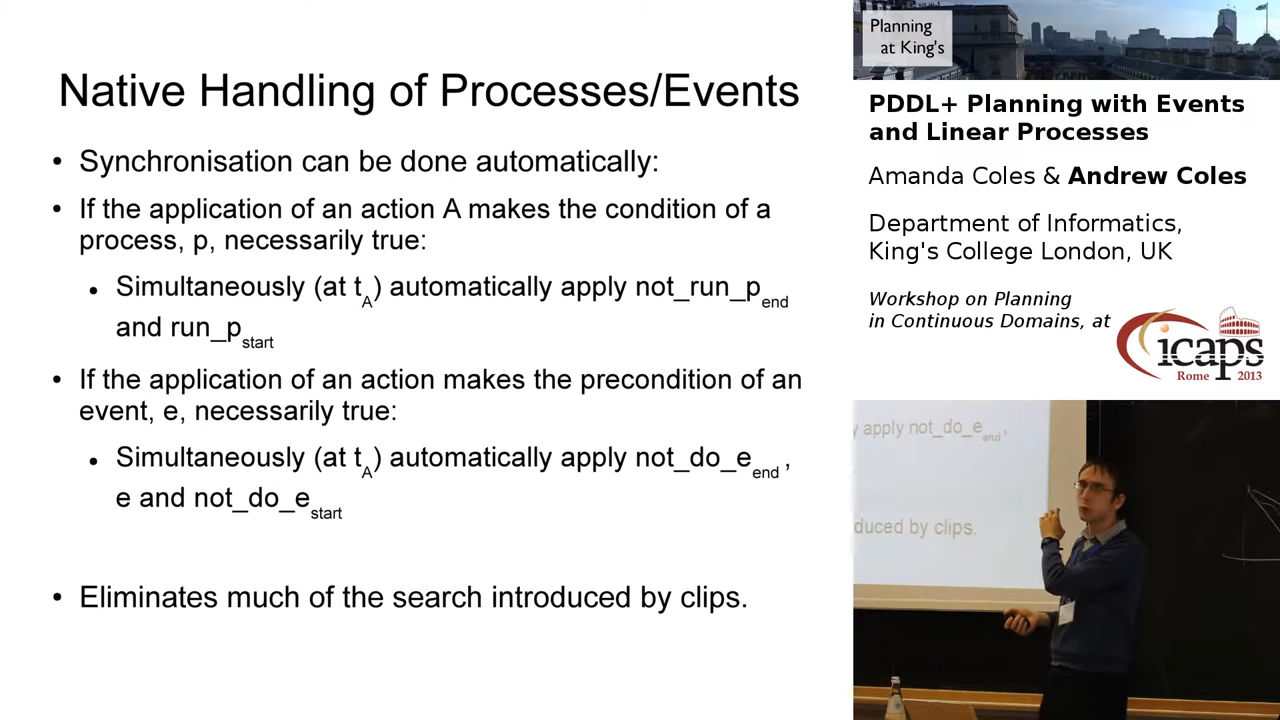 Native Handling of Processes/Events
• Synchronisation can be done automatically:
• If the application of an action A makes the condition of a
process, p, necessarily true:
• Simultaneously (at tA) automatically apply not_run_pend
and run_pstart
• If the application of an action makes the precondition of an
event, e, necessarily true:
• Simultaneously (at tA) automatically apply not_do_eend ,
e and not_do_estart
• Eliminates much of the search introduced by clips.
Planning
at King's
PDDL+ Planning with Events
and Linear Processes
Amanda Coles & Andrew Coles
Department of Informatics,
King's College London, UK
Workshop on Planning
in Continuous Domains, at
icaps
Rome 2013
y apply not_do_eend,
duced by clips.